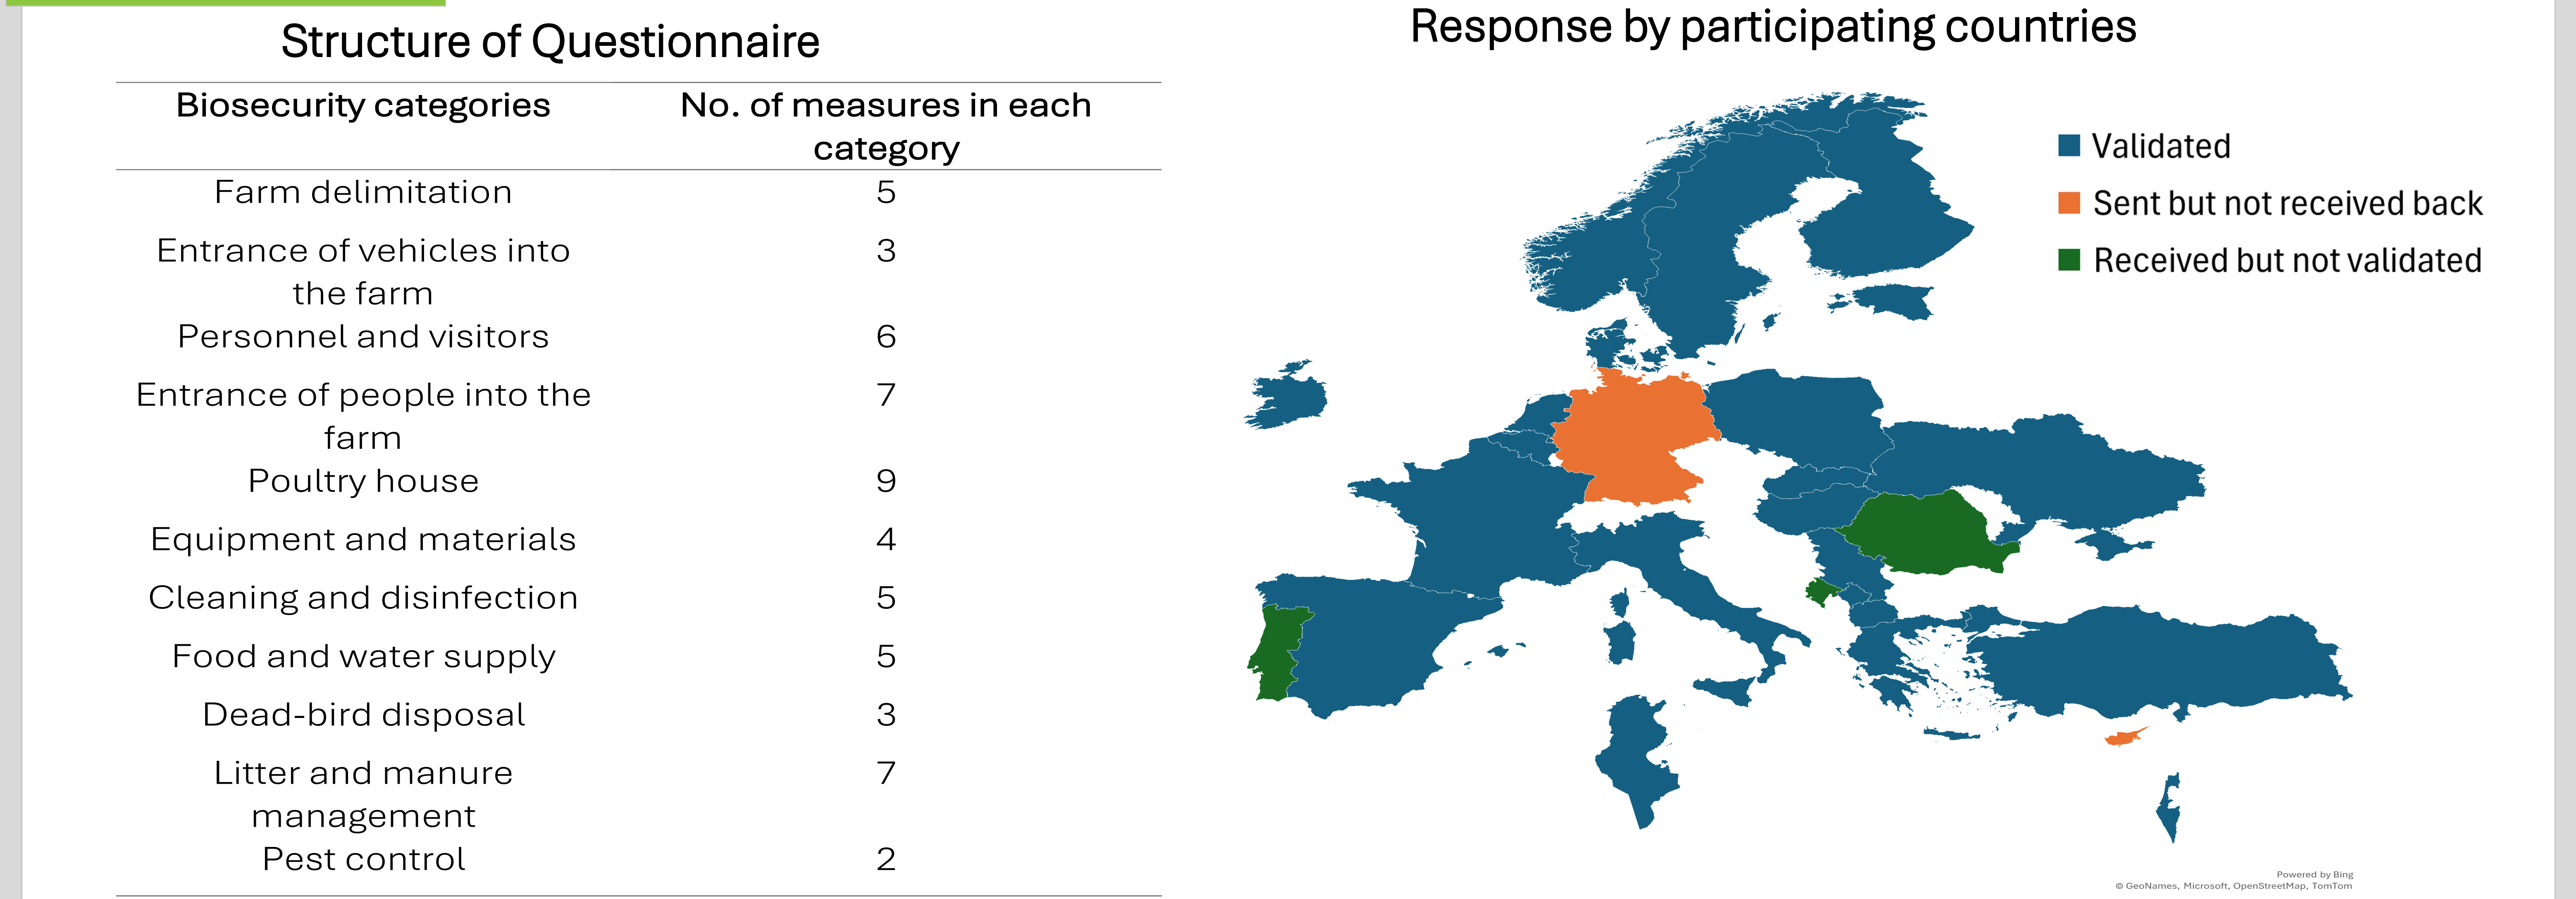 Structure of Questionnaire
Biosecurity categories
No. of measures in each
category
Farm delimitation
5
Entrance of vehicles into
the farm
3
Personnel and visitors
6
Entrance of people into the
farm
7
Poultry house
9
Equipment and materials
4
Cleaning and disinfection
5
Food and water supply
5
Dead-bird disposal
3
Litter and manure
management
7
Pest control
2
Response by participating countries
Validated
Sent but not received back
Received but not validated
Powered by Bing
© GeoNames, Microsoft, OpenStreetMap, TomTom